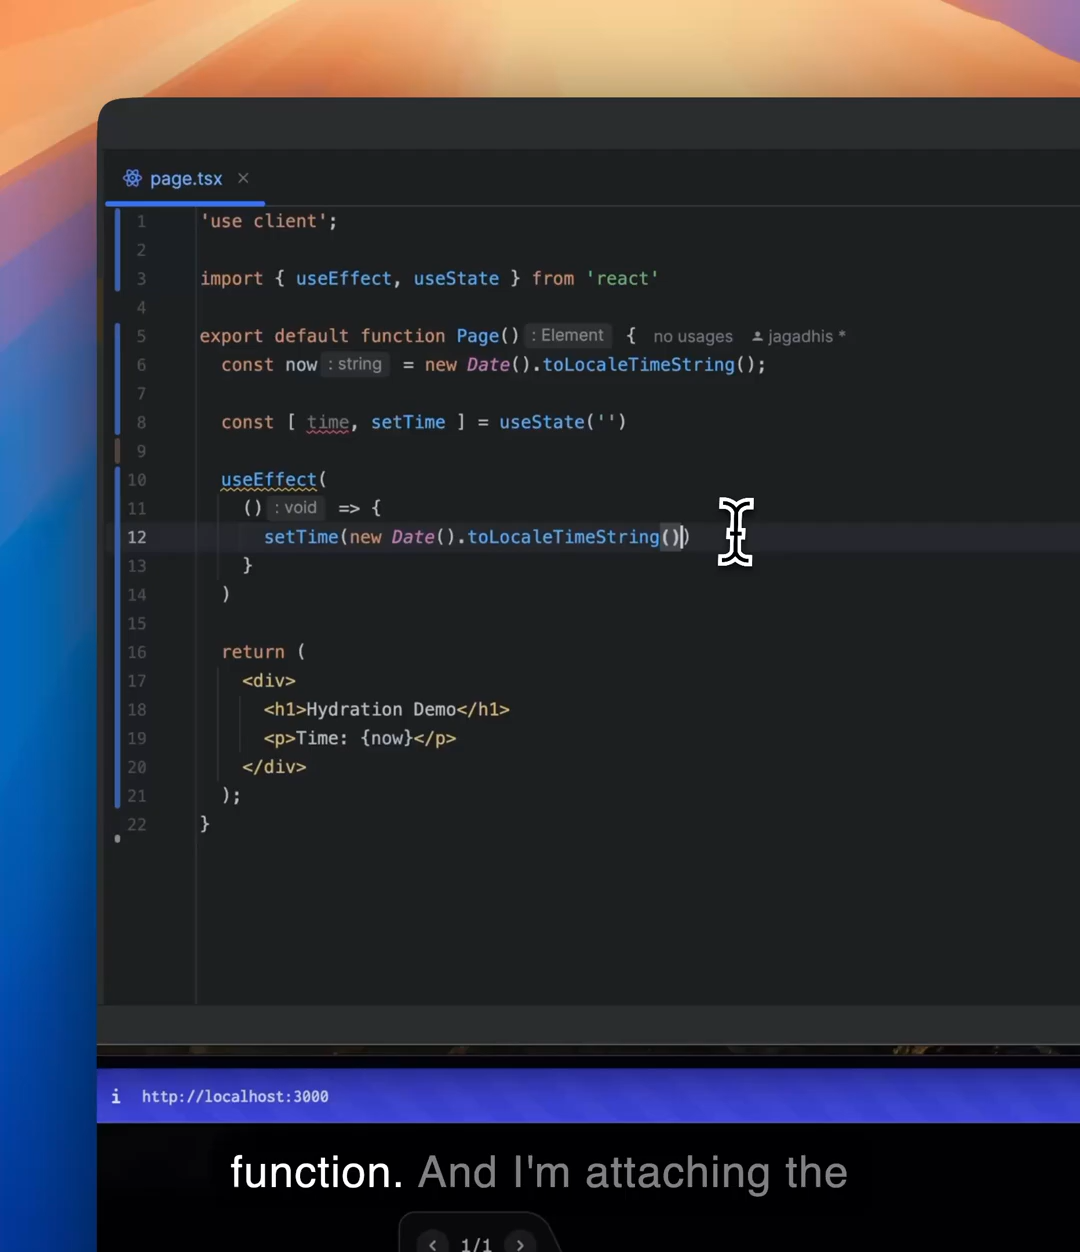 page.tsx
1 'use client';
2
3 import { useEffect, useState } from 'react'
4
5 export default function Page() : Element { no usages jagadhis *
6 const now : string = new Date().toLocaleTimeString();
7
8 const [ time, setTime ] = useState('')
9
10 useEffect(
11 () : void => {
12 setTime(new Date().toLocaleTimeString())
13 }
14 )
15
16 return (
17 <div>
18 <h1>Hydration Demo</h1>
19 <p>Time: {now}</p>
20 </div>
21 );
22 }
i http://localhost:3000
function. And I'm attaching the
< 1/1 >